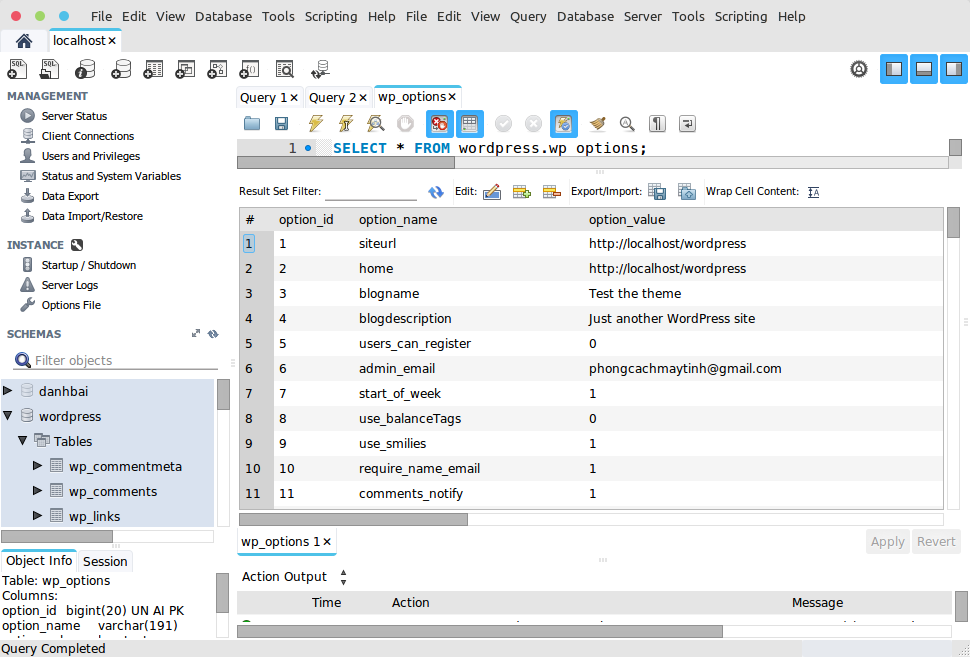 File Edit View Database Tools Scripting Help File Edit View Query Database Server Tools Scripting Help
localhost×
SQL SQL
MANAGEMENT
Server Status
Client Connections
Users and Privileges
Status and System Variables
Data Export
Data Import/Restore
INSTANCE
Startup / Shutdown
Server Logs
Options File
SCHEMAS
Filter objects
danhbai
wordpress
Tables
wp_commentmeta
wp_comments
wp_links
Object Info Session
Table: wp_options
Columns:
option_id bigint(20) UN AI PK
option_name varchar(191)
Query 1× Query 2× wp_options×
1 SELECT * FROM wordpress.wp options;
Result Set Filter: Edit: Export/Import: Wrap Cell Content: IA
# option_id option_name option_value
1 1 siteurl http://localhost/wordpress
2 2 home http://localhost/wordpress
3 3 blogname Test the theme
4 4 blogdescription Just another WordPress site
5 5 users_can_register 0
6 6 admin_email phongcachmaytinh@gmail.com
7 7 start_of_week 1
8 8 use_balanceTags 0
9 9 use_smilies 1
10 10 require_name_email 1
11 11 comments_notify 1
wp_options 1× Apply Revert
Action Output
Time Action Message
Query Completed